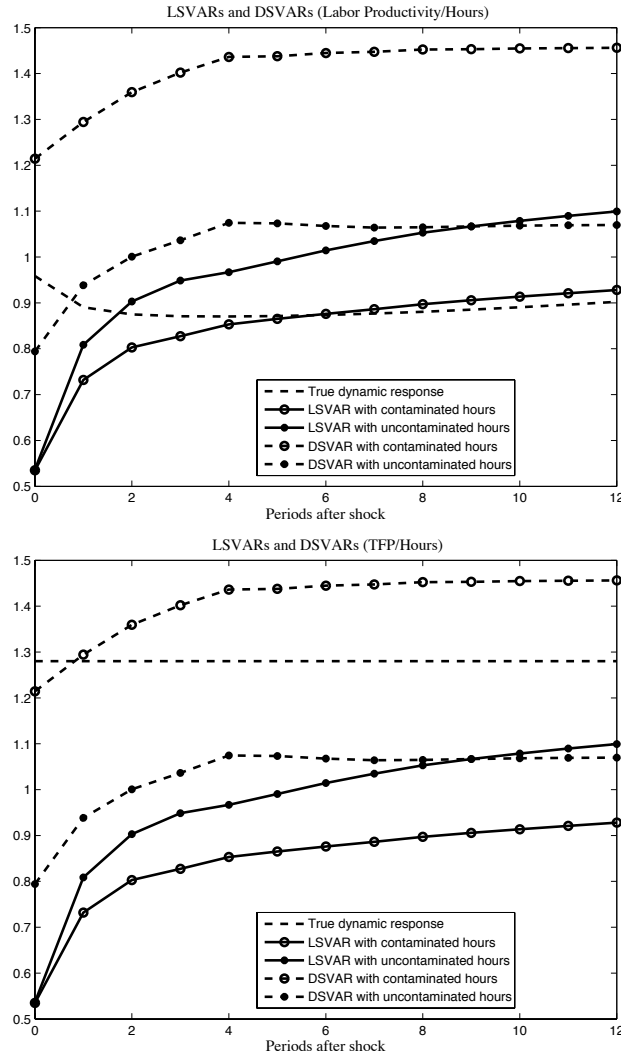 LSVARs and DSVARs (Labor Productivity/Hours)
1.5
1.4
1.3
1.2
1.1
1
0.9
0.8
0.7
0.6
0.5
True dynamic response
LSVAR with contaminated hours
LSVAR with uncontaminated hours
DSVAR with contaminated hours
DSVAR with uncontaminated hours
0 2 4 6 8 10 12
Periods after shock
LSVARs and DSVARs (TFP/Hours)
1.5
1.4
1.3
1.2
1.1
1
0.9
0.8
0.7
0.6
0.5
True dynamic response
LSVAR with contaminated hours
LSVAR with uncontaminated hours
DSVAR with contaminated hours
DSVAR with uncontaminated hours
0 2 4 6 8 10 12
Periods after shock